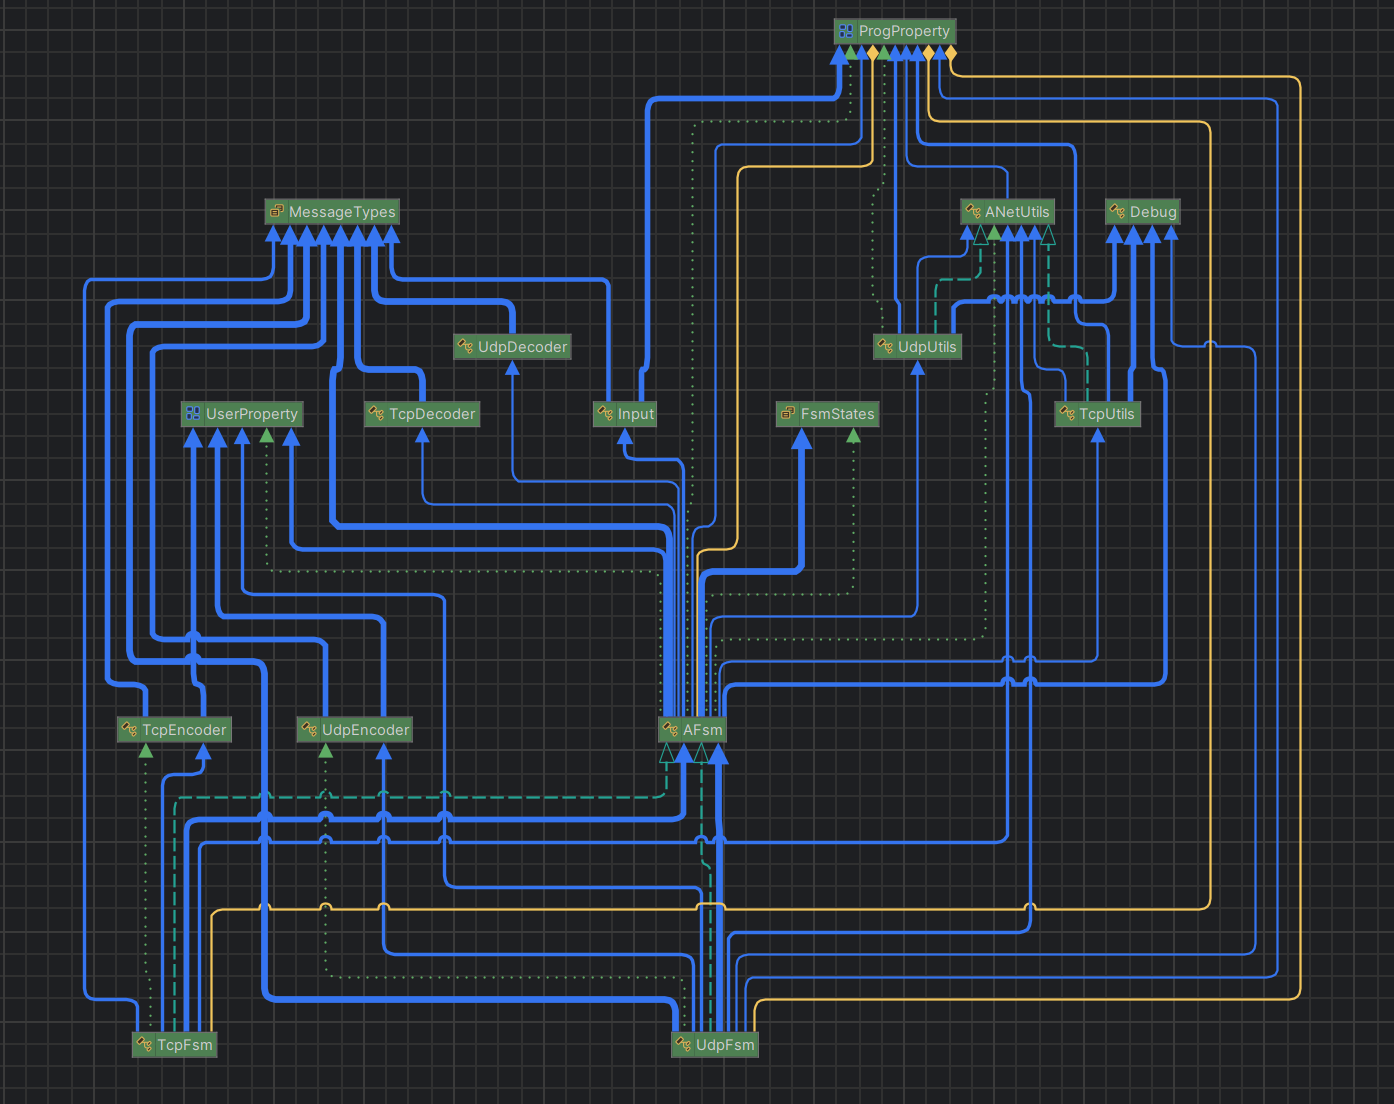 ProgProperty
MessageTypes
ANetUtils
Debug
UdpDecoder
UdpUtils
UserProperty
TcpDecoder
Input
FsmStates
TcpUtils
TcpEncoder
UdpEncoder
AFsm
TcpFsm
UdpFsm